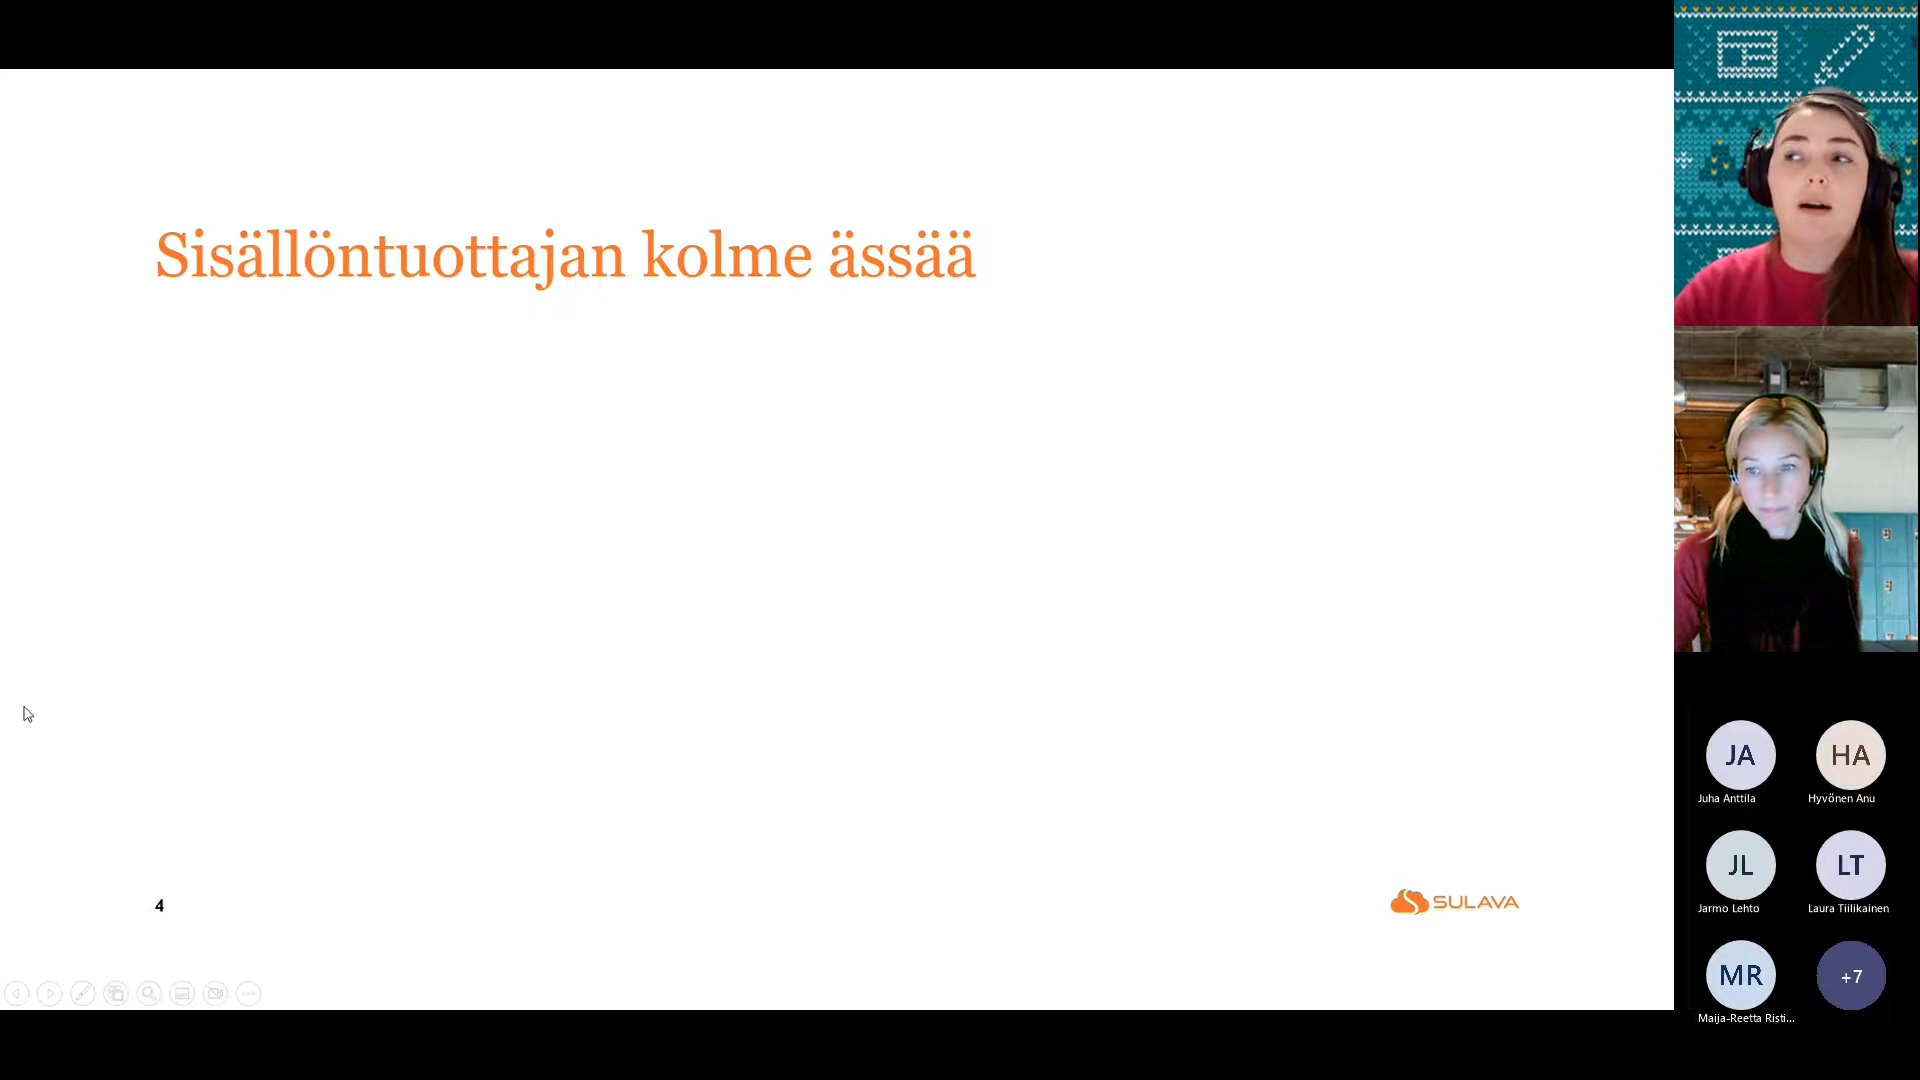 Sisällöntuottajan kolme ässää
4
SULAVA
JA
Juha Anttila
HA
Hyvönen Anu
JL
Jarmo Lehto
LT
Laura Tiilikainen
MR
Maija-Reetta Risti...
+7